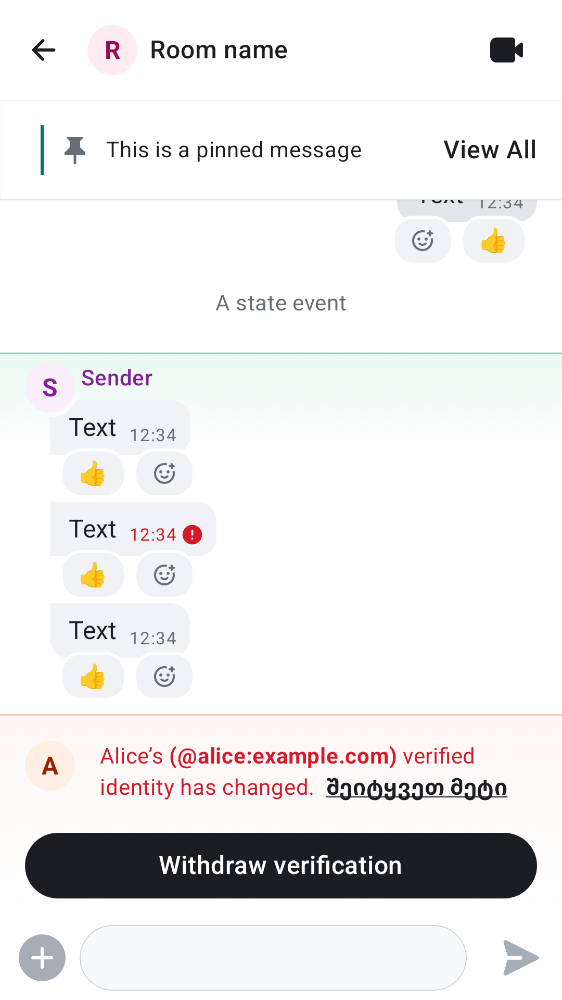 R Room name
This is a pinned message View All
Text 12:34
A state event
S Sender
Text 12:34
Text 12:34
Text 12:34
A Alice’s (@alice:example.com) verified
identity has changed. შეიტყვეთ მეტი
Withdraw verification